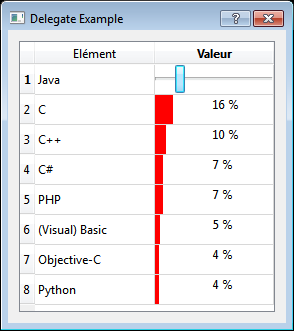 Delegate Example
Elément Valeur
1 Java
2 C 16 %
3 C++ 10 %
4 C# 7 %
5 PHP 7 %
6 (Visual) Basic 5 %
7 Objective-C 4 %
8 Python 4 %